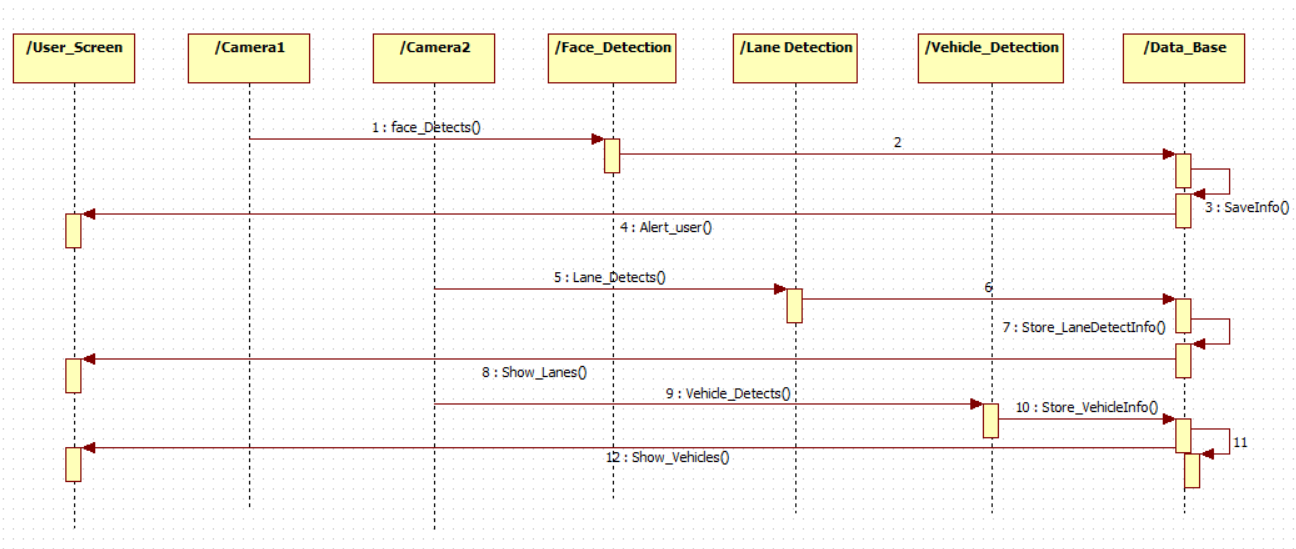 /User_Screen
/Camera1
/Camera2
/Face_Detection
/Lane Detection
/Vehicle_Detection
/Data_Base
1 : face_Detects()
2
3 : SaveInfo()
4 : Alert_user()
5 : Lane_Detects()
6
7 : Store_LaneDetectInfo()
8 : Show_Lanes()
9 : Vehicle_Detects()
10 : Store_VehicleInfo()
11
12 : Show_Vehicles()